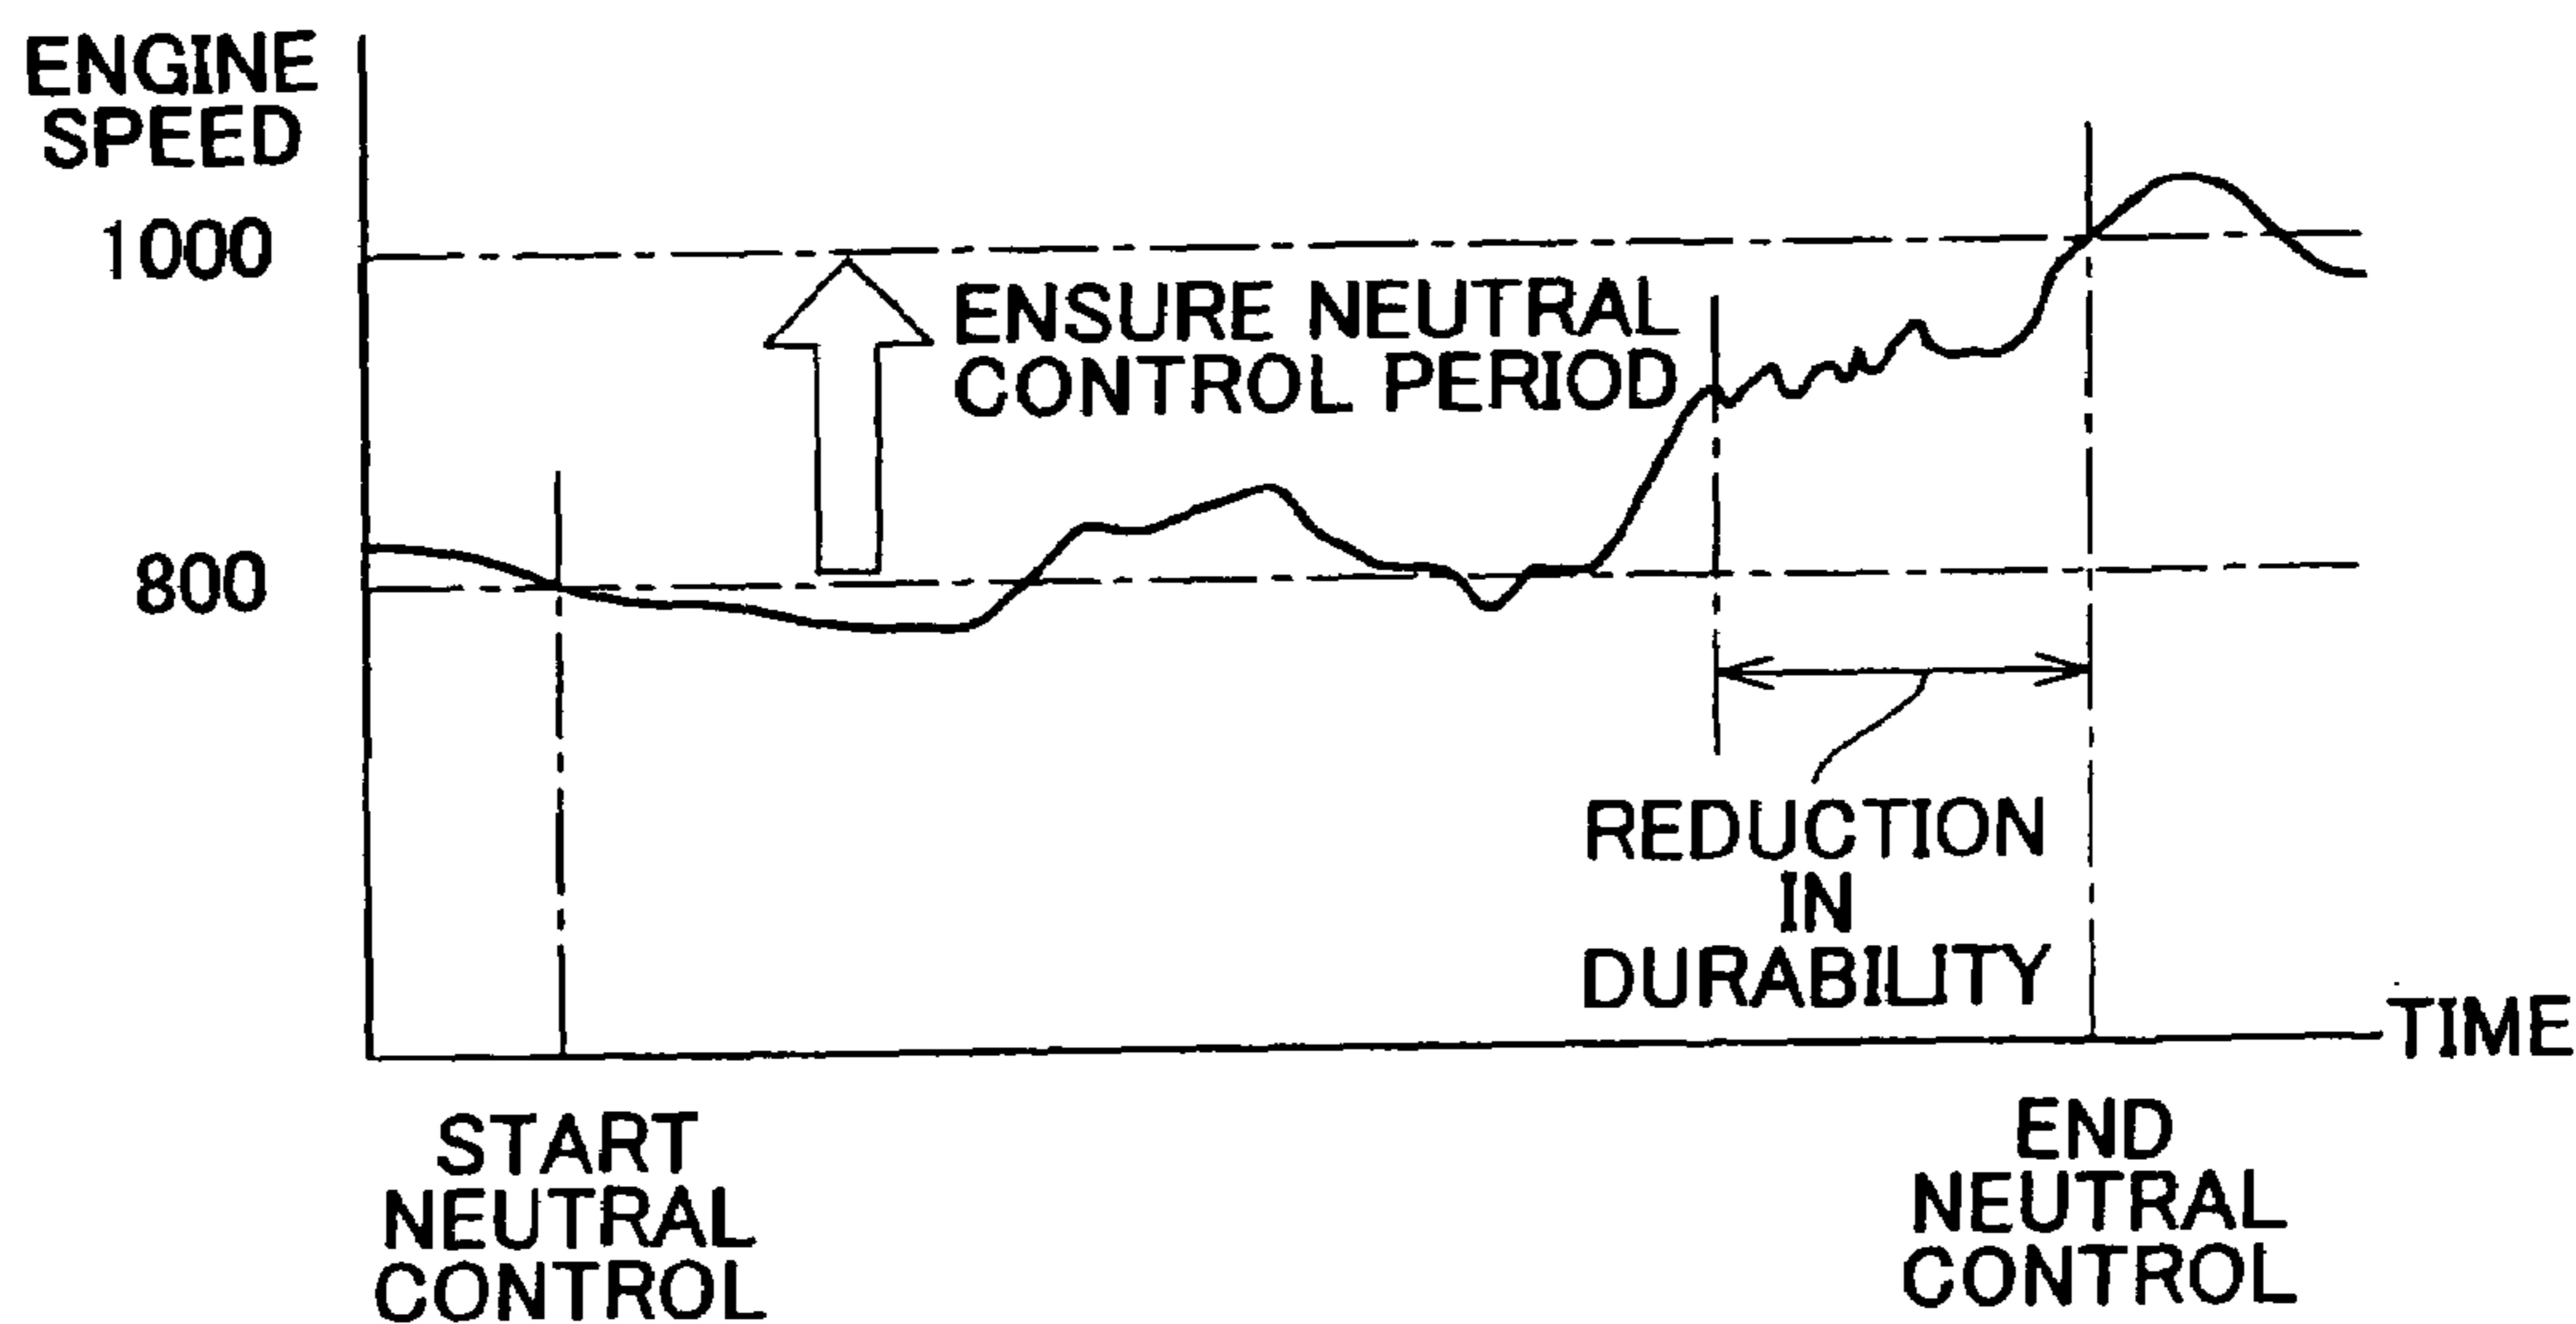 ENGINE
SPEED
1000
ENSURE NEUTRAL
CONTROL PERIOD
800
REDUCTION
IN
DURABILITY
TIME
START
NEUTRAL
CONTROL
END
NEUTRAL
CONTROL